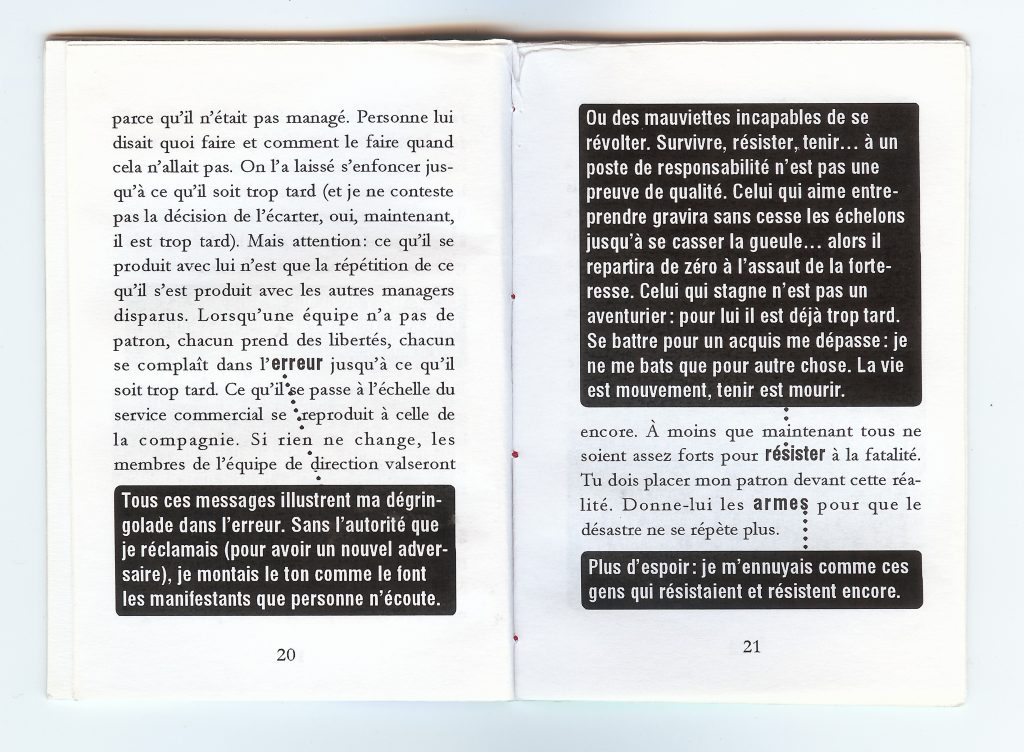 parce qu'il n'était pas managé. Personne lui
disait quoi faire et comment le faire quand
cela n'allait pas. On l'a laissé s'enfoncer jus-
qu'à ce qu'il soit trop tard (et je ne conteste
pas la décision de l'écarter, oui, maintenant,
il est trop tard). Mais attention : ce qu'il se
produit avec lui n'est que la répétition de ce
qu'il s'est produit avec les autres managers
disparus. Lorsqu'une équipe n'a pas de
patron, chacun prend des libertés, chacun
se complaît dans l'erreur jusqu'à ce qu'il
soit trop tard. Ce qu'il se passe à l'échelle du
service commercial se reproduit à celle de
la compagnie. Si rien ne change, les
membres de l'équipe de direction valseront
Tous ces messages illustrent ma dégrin-
golade dans l'erreur. Sans l'autorité que
je réclamais (pour avoir un nouvel adver-
saire), je montais le ton comme le font
les manifestants que personne n'écoute.
20
Ou des mauviettes incapables de se
révolter. Survivre, résister, tenir... à un
poste de responsabilité n'est pas une
preuve de qualité. Celui qui aime entre-
prendre gravira sans cesse les échelons
jusqu'à se casser la gueule... alors il
repartira de zéro à l'assaut de la forte-
resse. Celui qui stagne n'est pas un
aventurier : pour lui il est déjà trop tard.
Se battre pour un acquis me dépasse : je
ne me bats que pour autre chose. La vie
est mouvement, tenir est mourir.
encore. À moins que maintenant tous ne
soient assez forts pour résister à la fatalité.
Tu dois placer mon patron devant cette réa-
lité. Donne-lui les armes pour que le
désastre ne se répète plus.
Plus d'espoir : je m'ennuyais comme ces
gens qui résistaient et résistent encore.
21